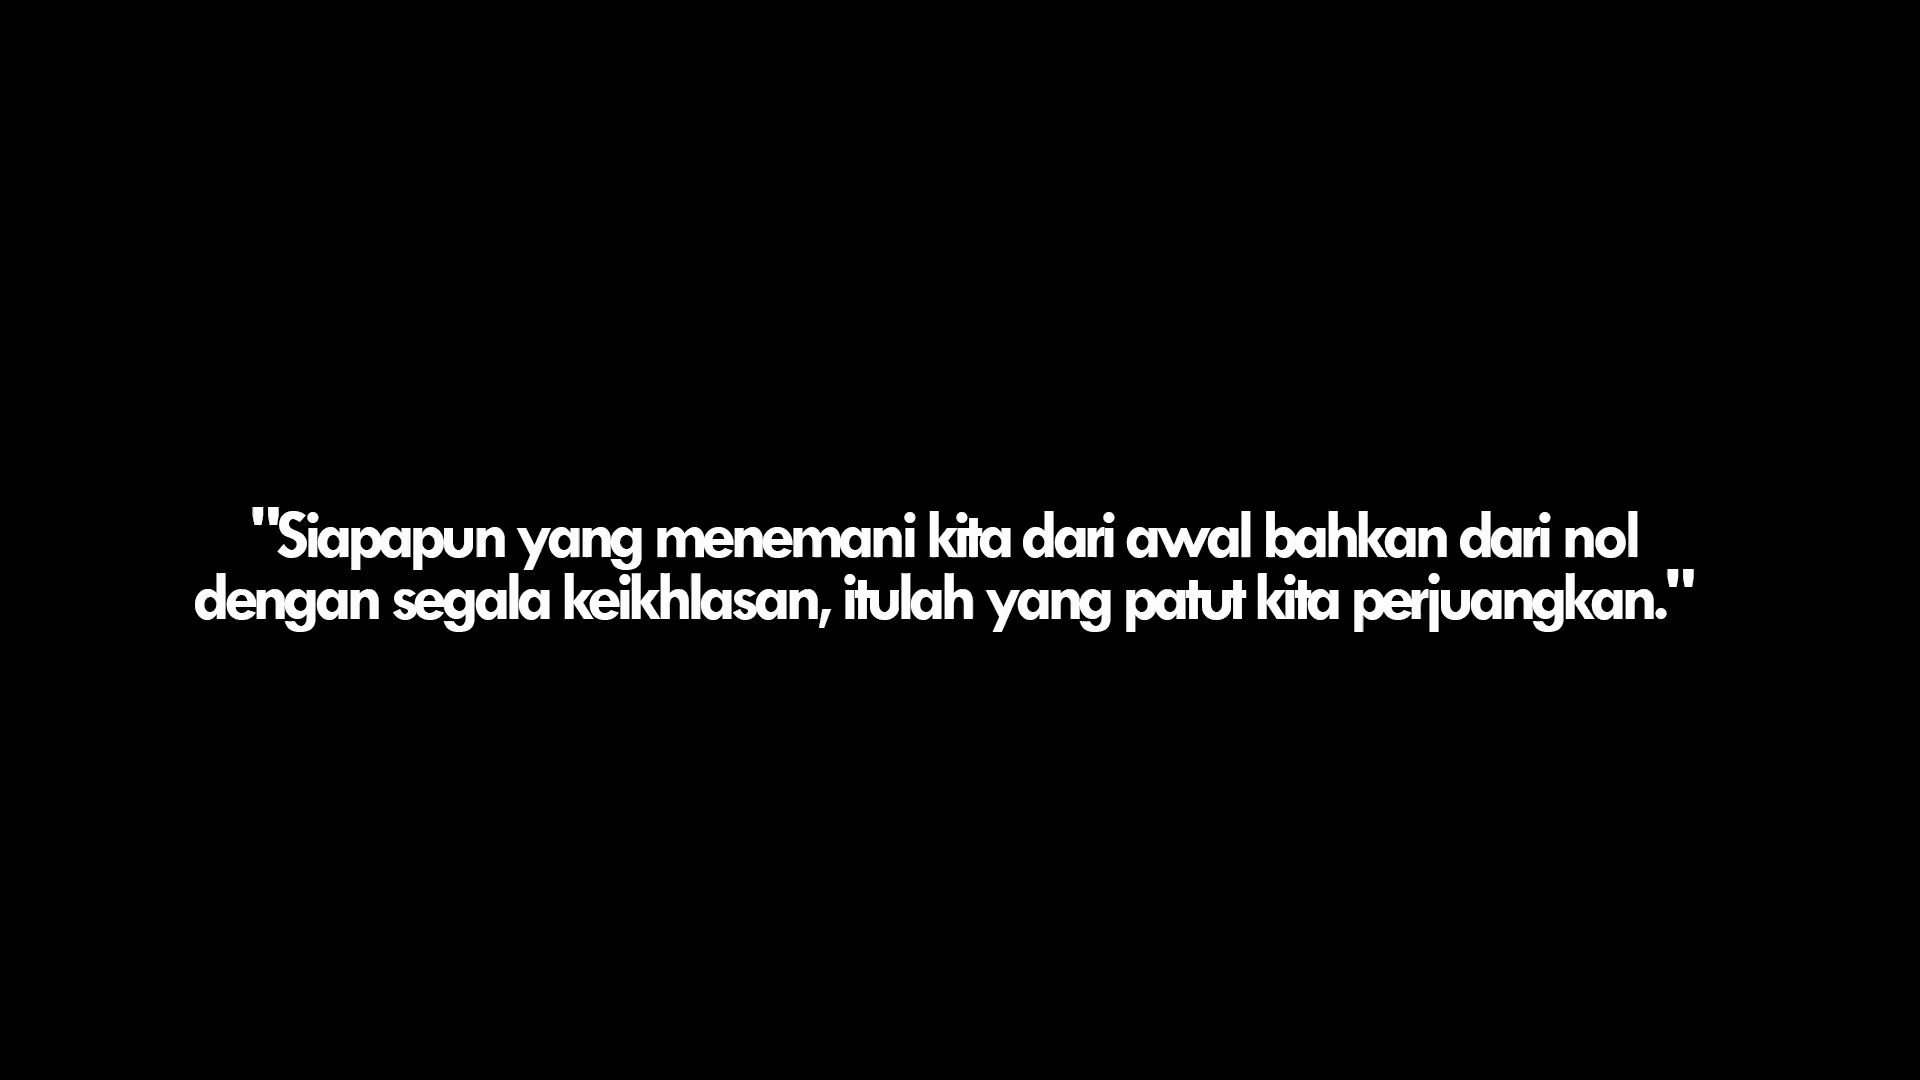 "Siapapun yang menemani kita dari awal bahkan dari nol
dengan segala keikhlasan, itulah yang patut kita perjuangkan."